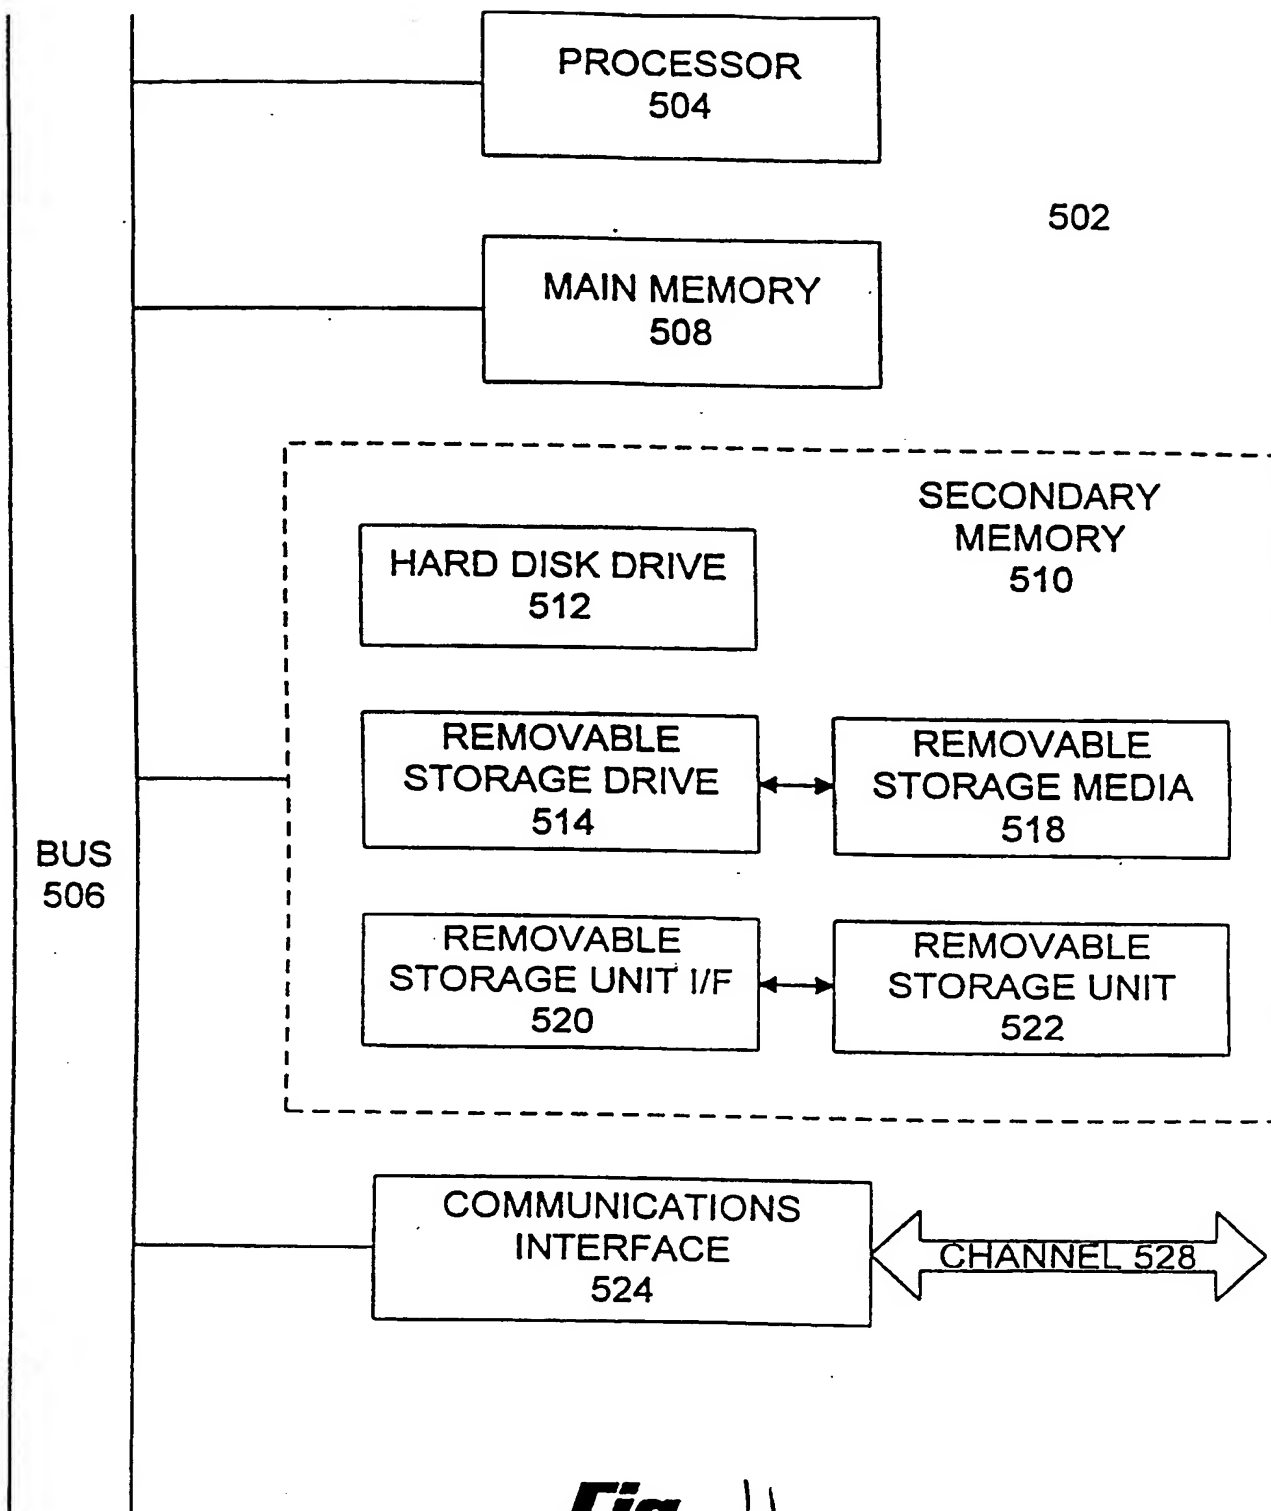 PROCESSOR
504
502
MAIN MEMORY
508
SECONDARY
MEMORY
510
HARD DISK DRIVE
512
REMOVABLE
STORAGE DRIVE
514
REMOVABLE
STORAGE MEDIA
518
BUS
506
REMOVABLE
STORAGE UNIT I/F
520
REMOVABLE
STORAGE UNIT
522
COMMUNICATIONS
INTERFACE
524
CHANNEL 528
Fig